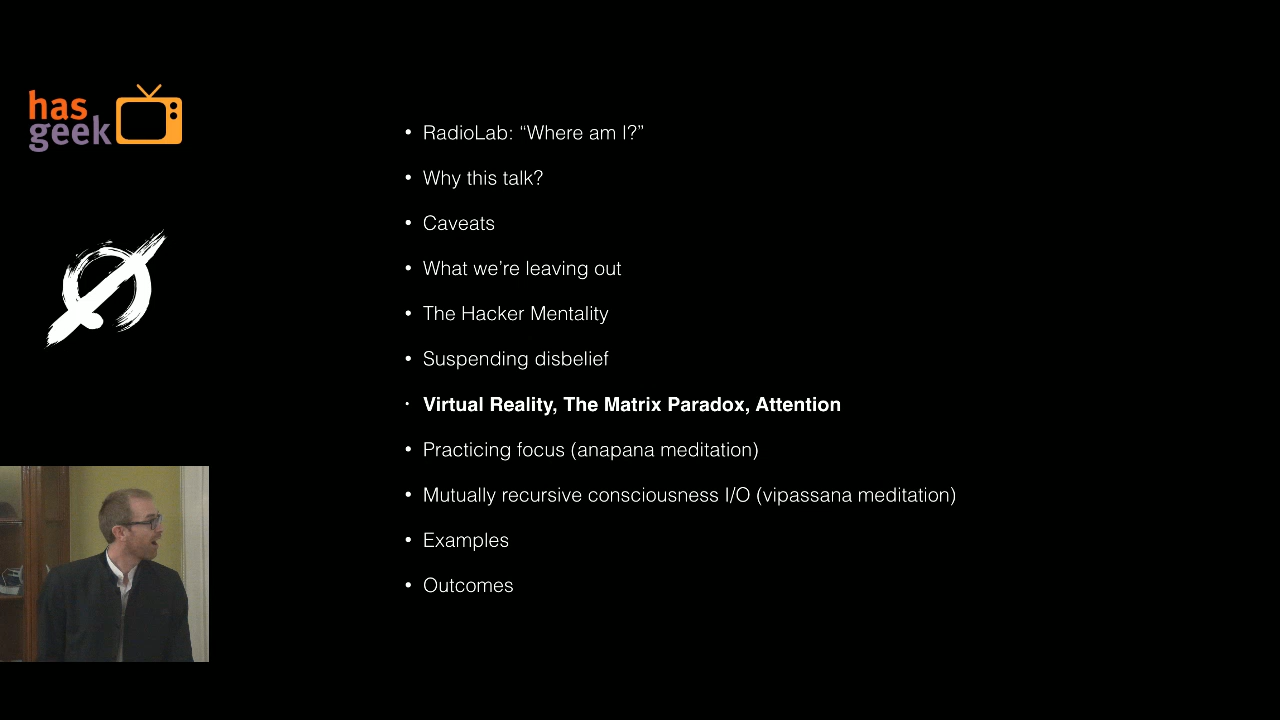 has
geek
• RadioLab: “Where am I?”
• Why this talk?
• Caveats
• What we’re leaving out
• The Hacker Mentality
• Suspending disbelief
• Virtual Reality, The Matrix Paradox, Attention
• Practicing focus (anapana meditation)
• Mutually recursive consciousness I/O (vipassana meditation)
• Examples
• Outcomes